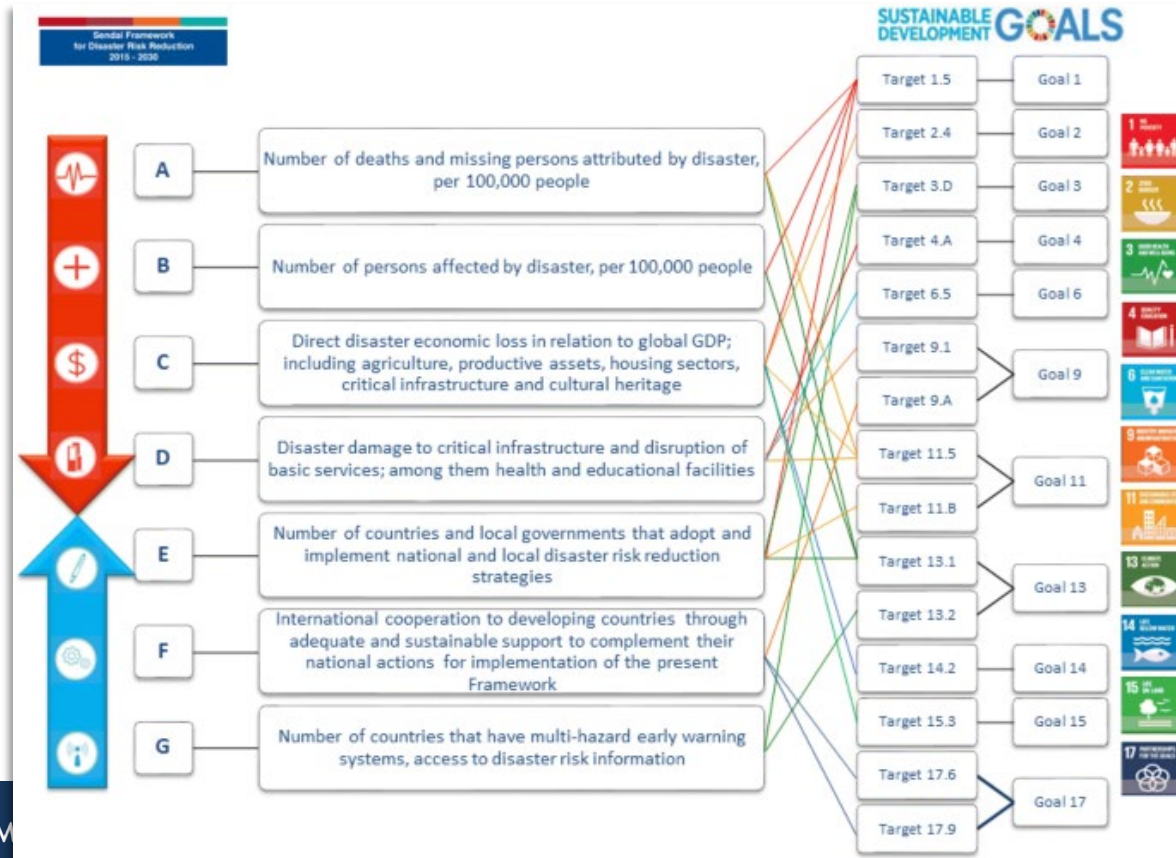 Sendai Framework
for Disaster Risk Reduction
2015 - 2030
SUSTAINABLE
DEVELOPMENT
GOALS
A
Number of deaths and missing persons attributed by disaster,
per 100,000 people
B
Number of persons affected by disaster, per 100,000 people
C
Direct disaster economic loss in relation to global GDP;
including agriculture, productive assets, housing sectors,
critical infrastructure and cultural heritage
D
Disaster damage to critical infrastructure and disruption of
basic services; among them health and educational facilities
E
Number of countries and local governments that adopt and
implement national and local disaster risk reduction
strategies
F
International cooperation to developing countries through
adequate and sustainable support to complement their
national actions for implementation of the present
Framework
G
Number of countries that have multi-hazard early warning
systems, access to disaster risk information
$
Target 1.5
Goal 1
Target 2.4
Goal 2
Target 3.D
Goal 3
Target 4.A
Goal 4
Target 6.5
Goal 6
Target 9.1
Goal 9
Target 9.A
Target 11.5
Goal 11
Target 11.B
Target 13.1
Goal 13
Target 13.2
Target 14.2
Goal 14
Target 15.3
Goal 15
Target 17.6
Goal 17
Target 17.9
1
2
3
4
6
9
11
13
14
15
17
M